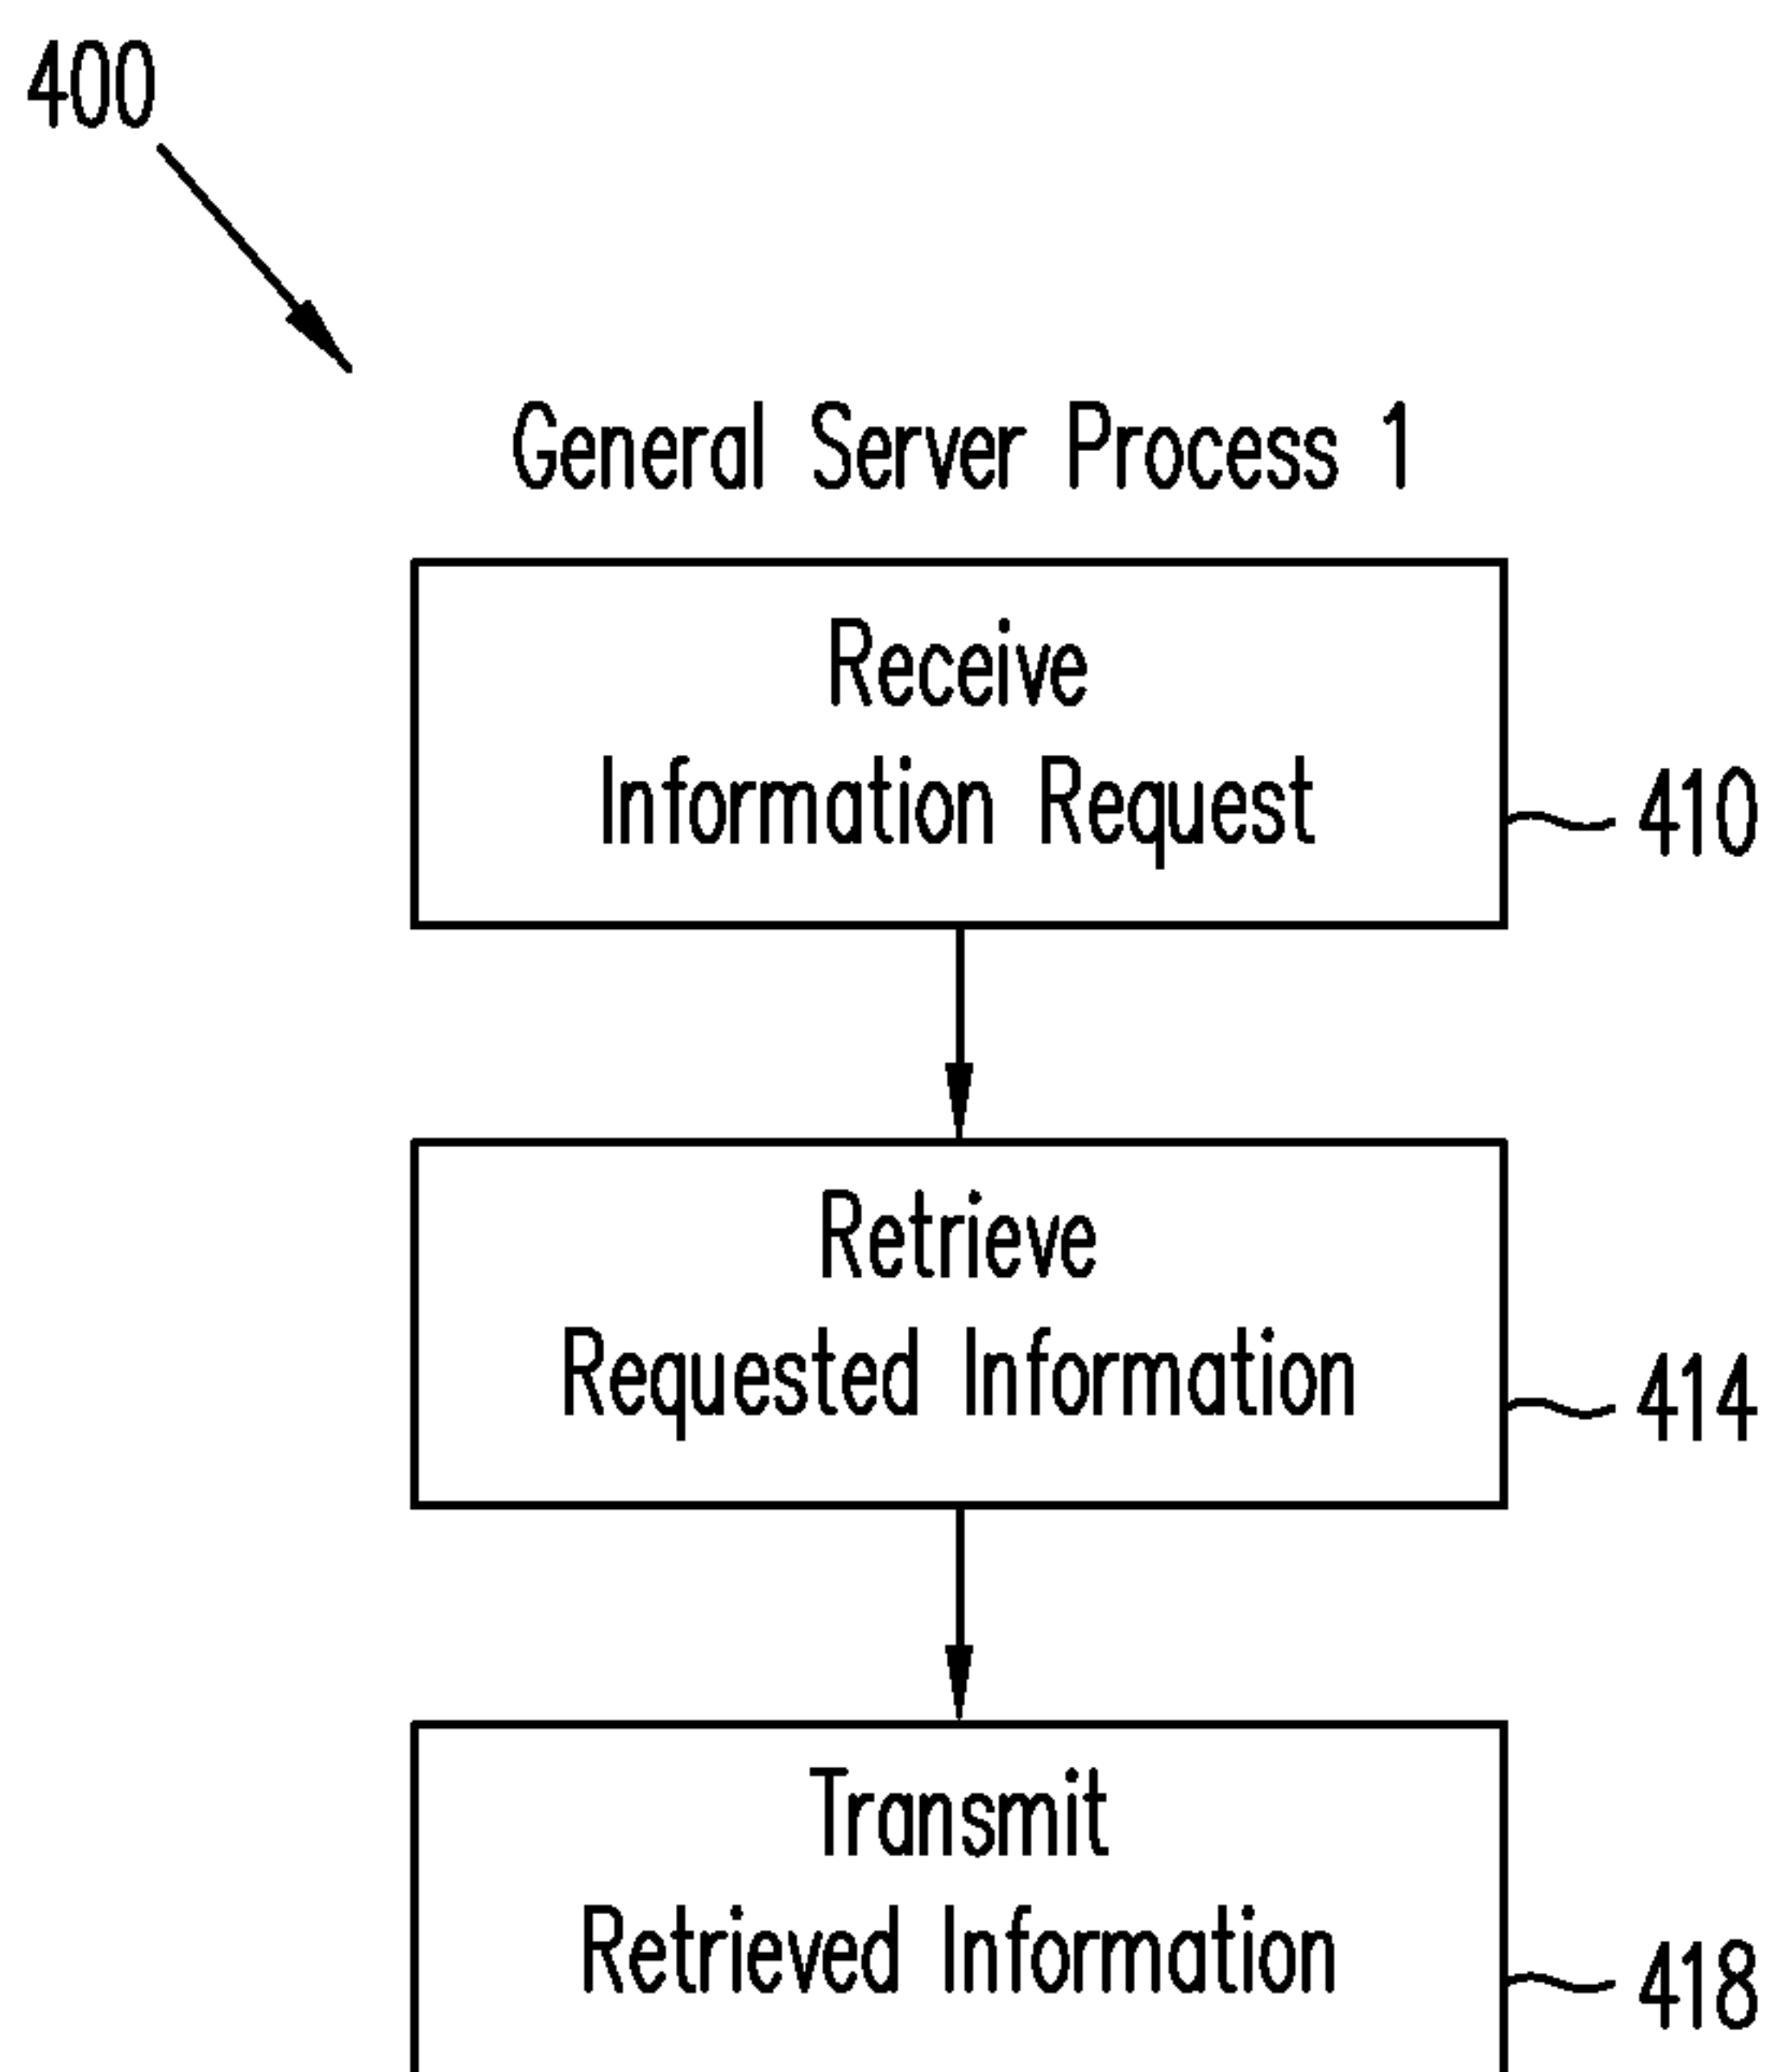 400
General Server Process 1
Receive
Information Request
410
Retrieve
Requested Information
414
Transmit
Retrieved Information
418